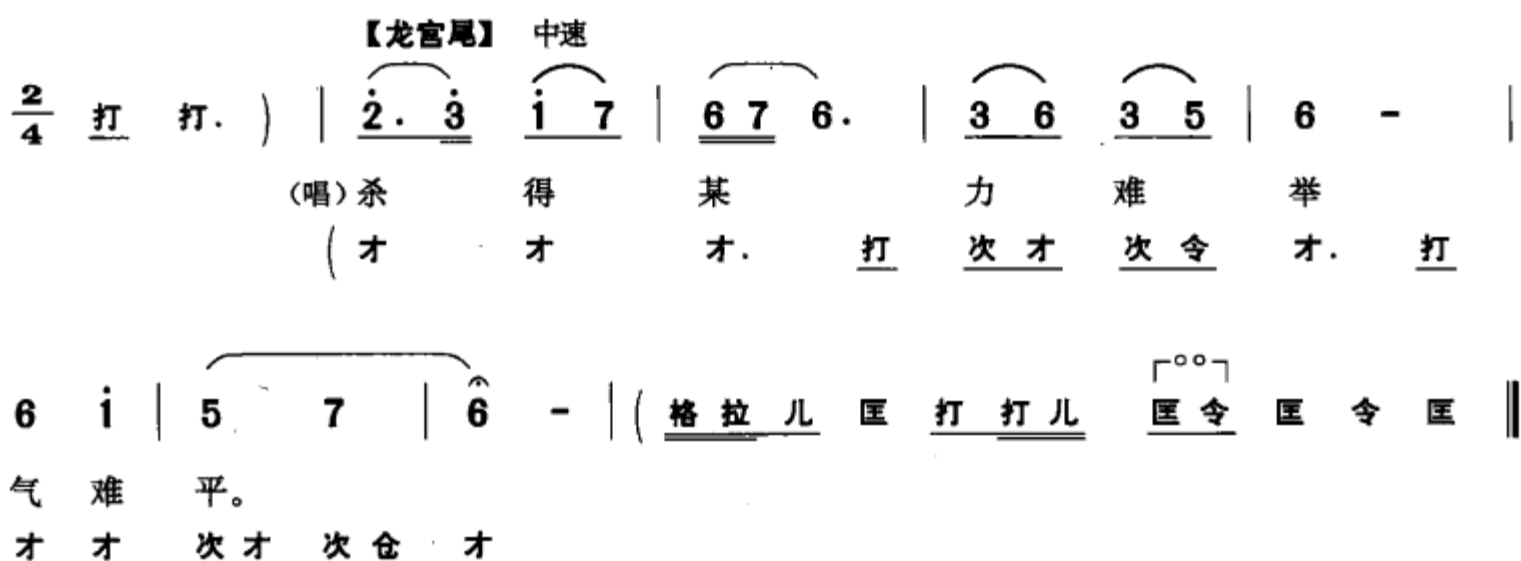 【龙宫尾】 中速
2/4 打 打. ) | 2̇. 3̇ 1̇ 7 | 6 7 6. | 3 6 3 5 | 6 - |
（唱）杀 得 某 力 难 举
( 才 才 才. 打 次 才 次 令 才. 打
6 1̇ | 5 7 | 6 - | ( 格 拉 儿 匡 打 打 儿 匡 令 匡 令 匡 ‖
气 难 平。
才 才 次 才 次 仓 才